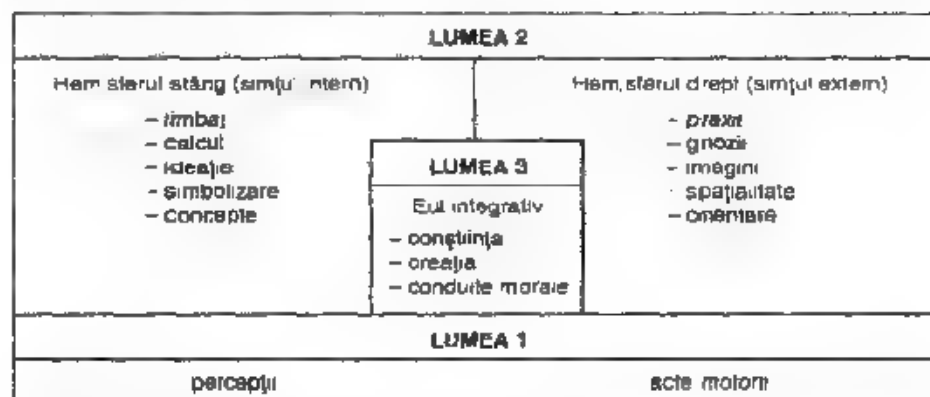 LUMEA 2
Hemisferul stâng (simțul intern)
– limbaj
– calcul
– ideație
– simbolizare
– concepte
Hemisferul drept (simțul extern)
– praxii
– gnozii
– imagini
– spațialitate
– orientare
LUMEA 3
Eul integrativ
– conștiința
– creația
– conduite morale
LUMEA 1
percepții
acte motorii